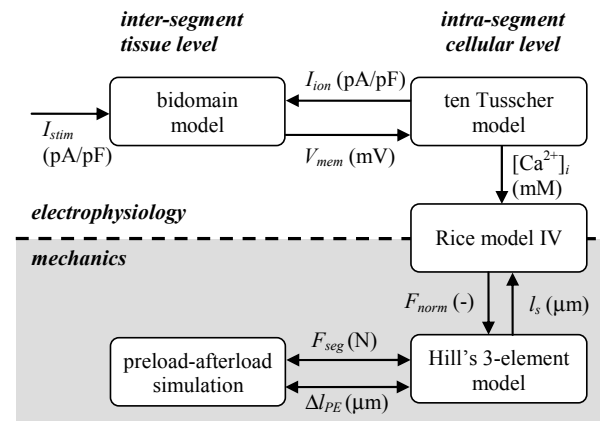 inter-segment
tissue level
intra-segment
cellular level
I_ion (pA/pF)
bidomain
model
ten Tusscher
model
I_stim
(pA/pF)
V_mem (mV)
[Ca²⁺]_i
(mM)
electrophysiology
Rice model IV
mechanics
F_norm (-)
l_s (μm)
F_seg (N)
preload-afterload
simulation
Hill's 3-element
model
Δl_PE (μm)